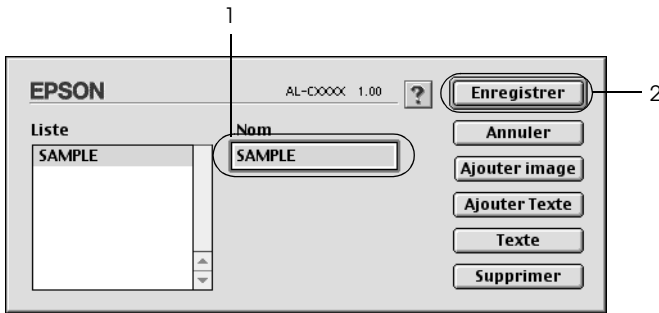 1
EPSON
AL-CXXXX 1.00
?
Enregistrer
2
Liste
Nom
Annuler
SAMPLE
SAMPLE
Ajouter image
Ajouter Texte
Texte
Supprimer